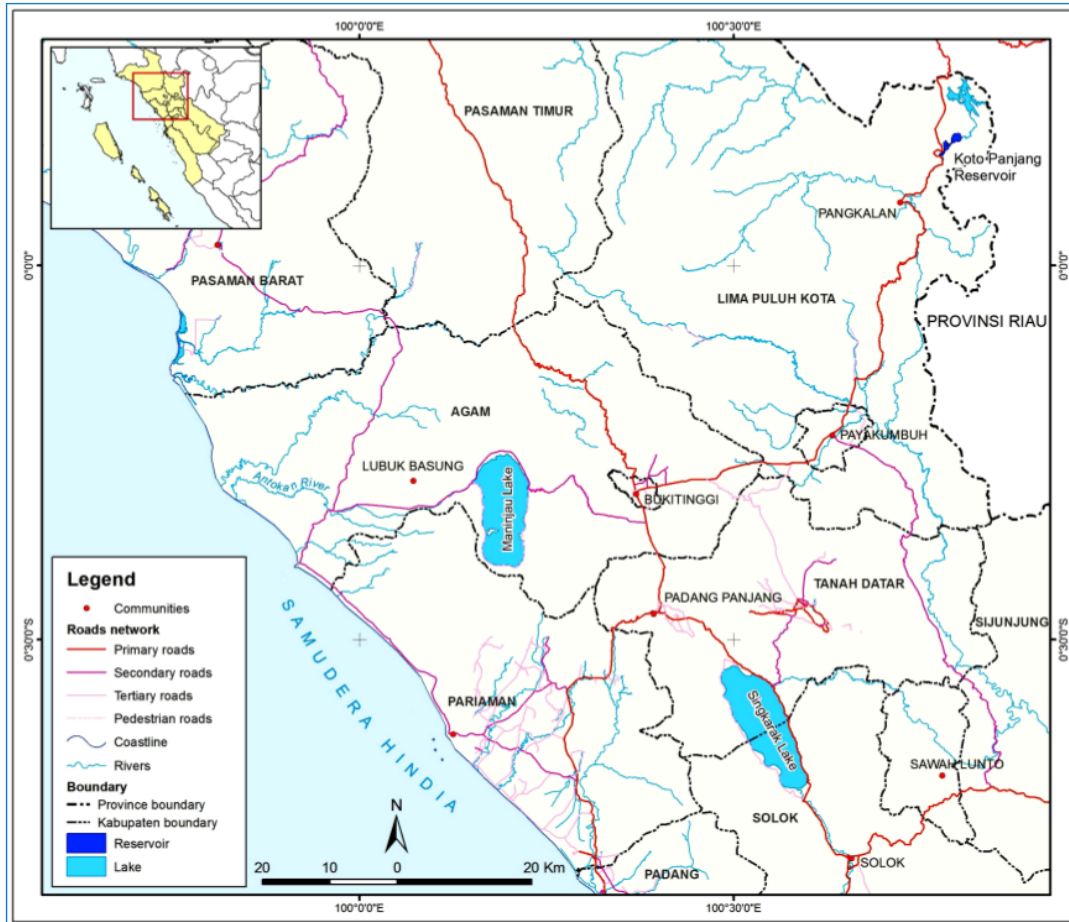 100°0'0"E
100°30'0"E
PASAMAN TIMUR
Koto Panjang
Reservoir
PANGKALAN
0°0'0"
0°0'0"
PASAMAN BARAT
LIMA PULUH KOTA
PROVINSI RIAU
AGAM
PAYAKUMBUH
LUBUK BASUNG
Antokan River
Maninjau Lake
BUKITINGGI
Legend
Communities
Roads network
Primary roads
Secondary roads
Tertiary roads
Pedestrian roads
Coastline
Rivers
Boundary
Province boundary
Kabupaten boundary
Reservoir
Lake
TANAH DATAR
PADANG PANJANG
SIJUNJUNG
0°30'0"S
0°30'0"S
SAMUDERA HINDIA
PARIAMAN
Singkarak Lake
SAWAH LUNTO
N
SOLOK
SOLOK
PADANG
20
10
0
20 Km
100°0'0"E
100°30'0"E